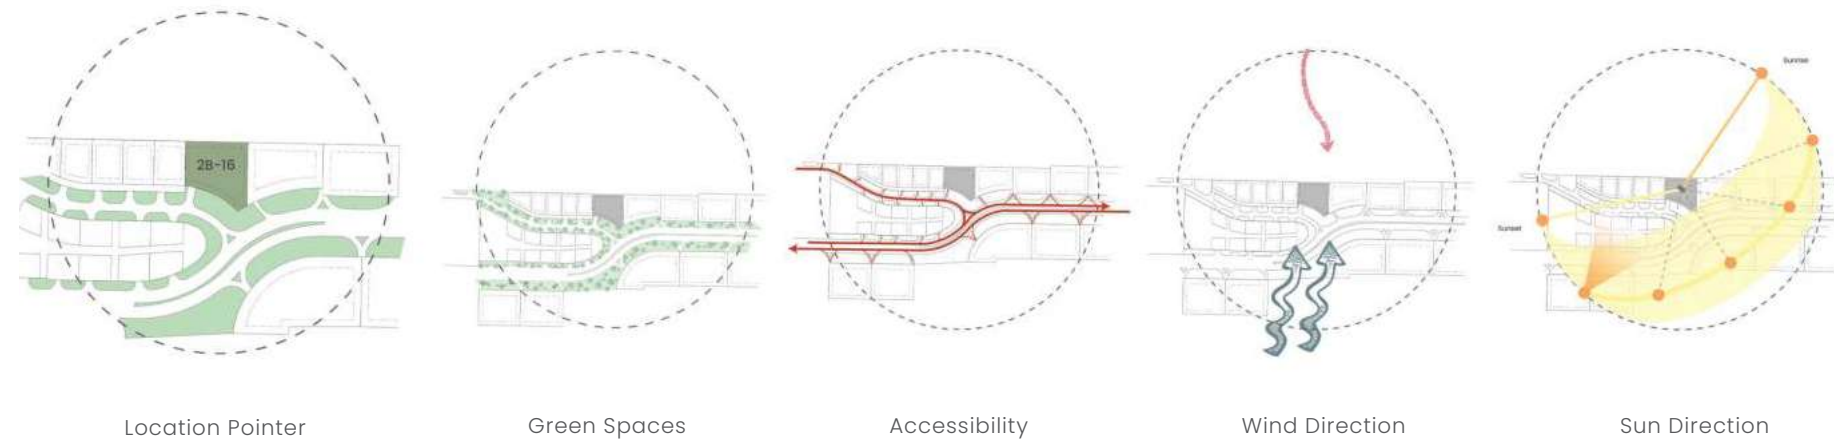 Sunrise
2B-16
Sunset
Location Pointer
Green Spaces
Accessibility
Wind Direction
Sun Direction